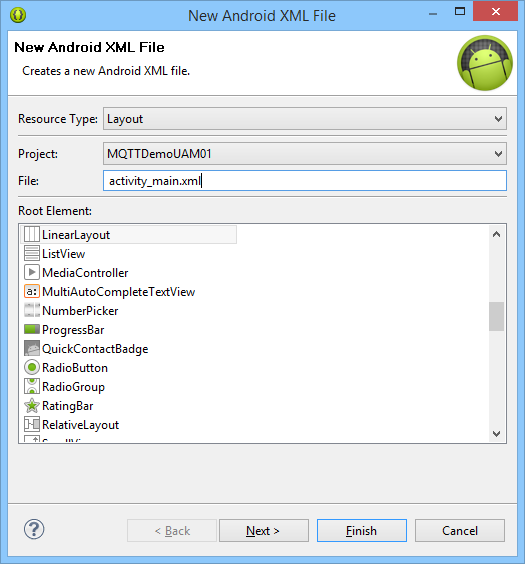 New Android XML File
New Android XML File
Creates a new Android XML file.
Resource Type: Layout
Project: MQTTDemoUAM01
File: activity_main.xml
Root Element:
LinearLayout
ListView
MediaController
a: MultiAutoCompleteTextView
NumberPicker
ProgressBar
QuickContactBadge
RadioButton
RadioGroup
RatingBar
RelativeLayout
? < Back Next > Finish Cancel